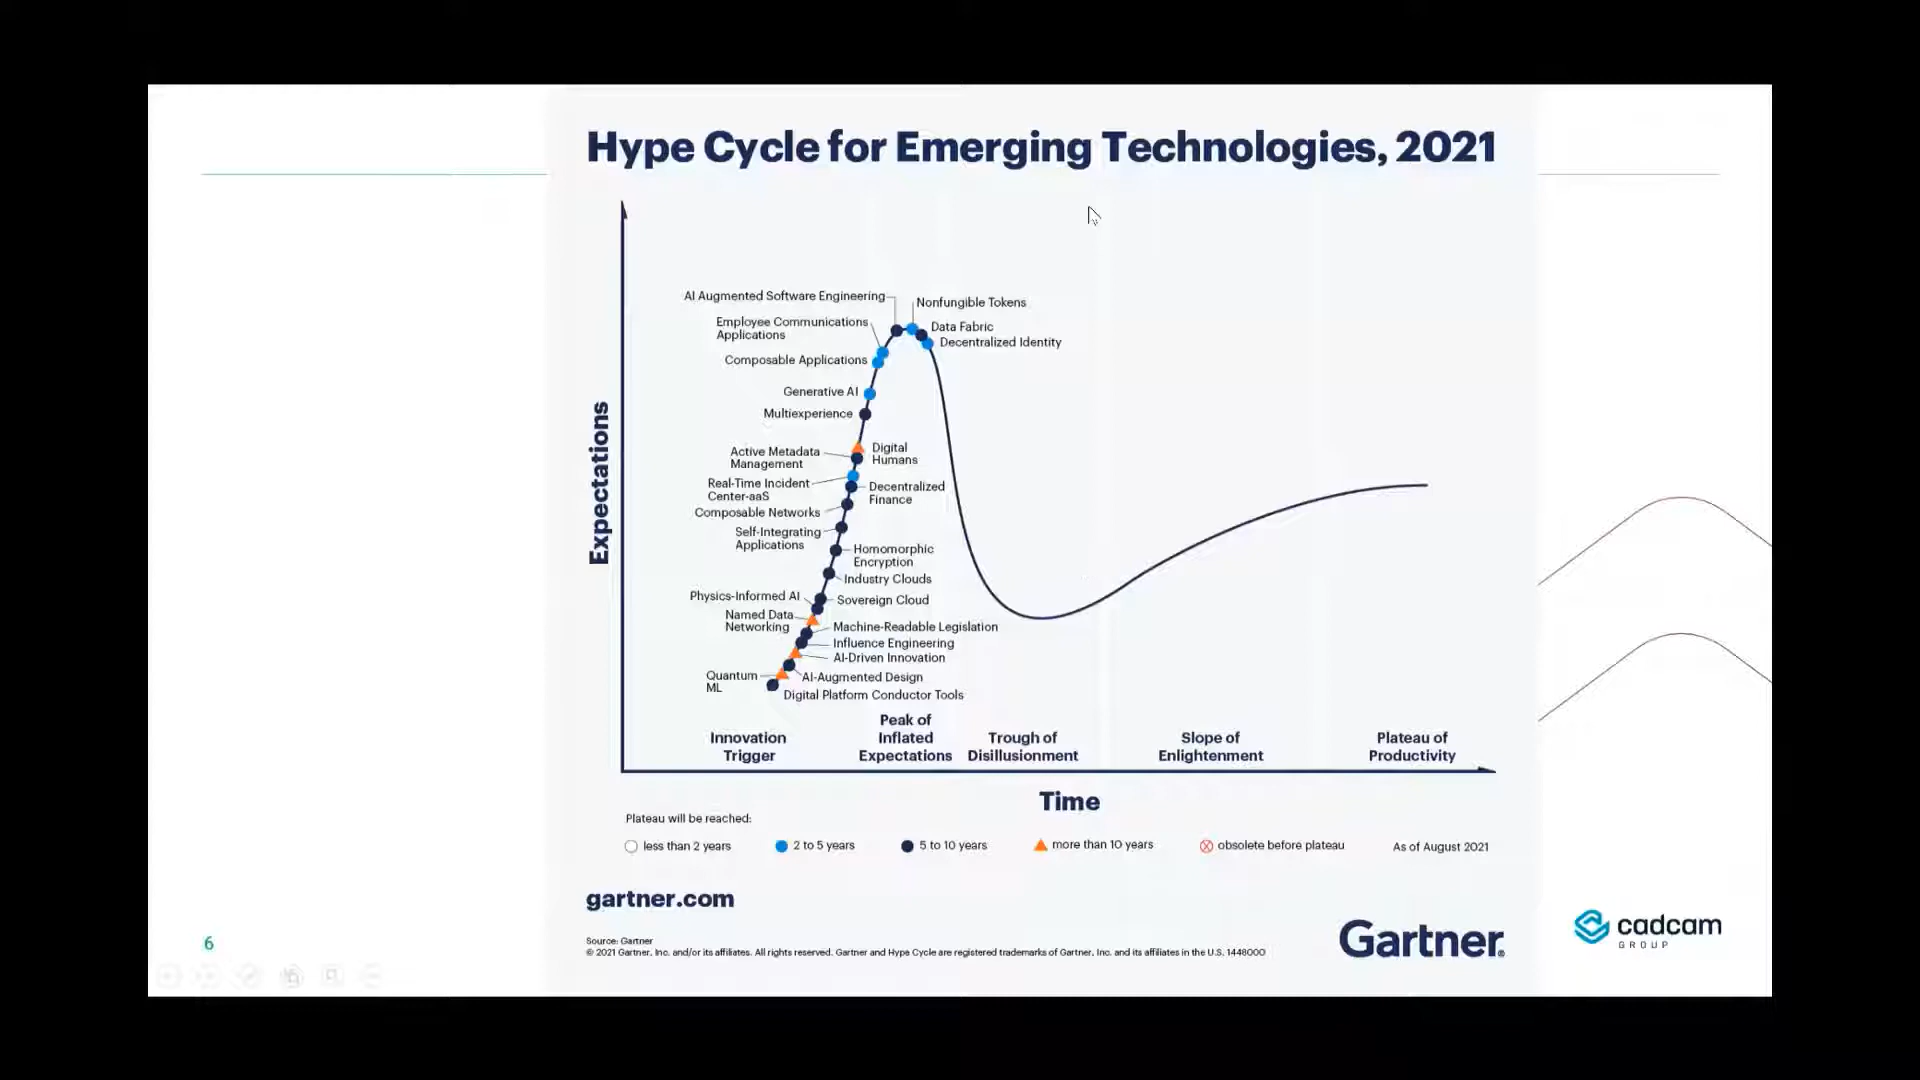 Hype Cycle for Emerging Technologies, 2021
Expectations
AI Augmented Software Engineering
Nonfungible Tokens
Employee Communications
Applications
Data Fabric
Decentralized Identity
Composable Applications
Generative AI
Multiexperience
Active Metadata
Management
Digital
Humans
Real-Time Incident
Center-aaS
Decentralized
Finance
Composable Networks
Self-Integrating
Applications
Homomorphic
Encryption
Industry Clouds
Physics-Informed AI
Sovereign Cloud
Named Data
Networking
Machine-Readable Legislation
Influence Engineering
AI-Driven Innovation
Quantum
ML
AI-Augmented Design
Digital Platform Conductor Tools
Innovation
Trigger
Peak of
Inflated
Expectations
Trough of
Disillusionment
Slope of
Enlightenment
Plateau of
Productivity
Time
Plateau will be reached:
less than 2 years
2 to 5 years
5 to 10 years
more than 10 years
obsolete before plateau
As of August 2021
gartner.com
Source: Gartner
© 2021 Gartner, Inc. and/or its affiliates. All rights reserved. Gartner and Hype Cycle are registered trademarks of Gartner, Inc. and its affiliates in the U.S. 1448000
Gartner®
cadcam
GROUP
6